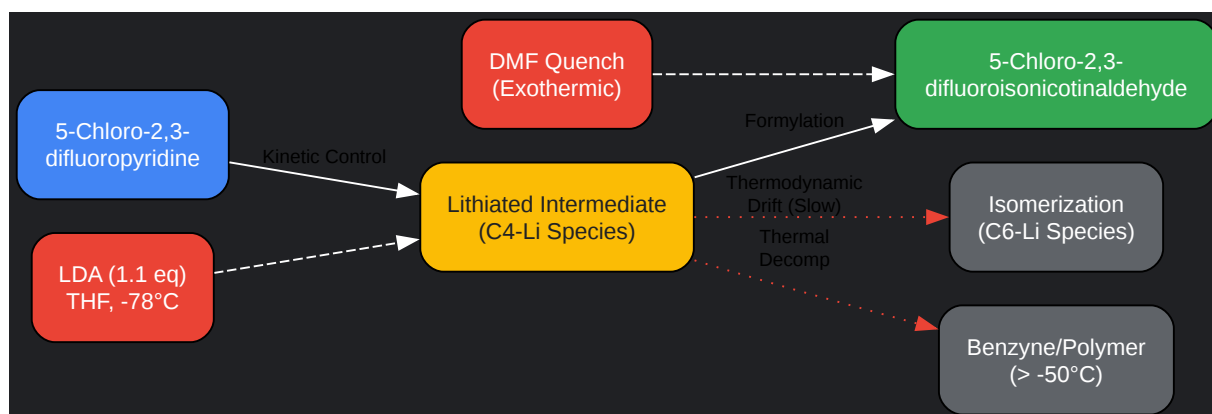 DMF Quench
(Exothermic)
5-Chloro-2,3-
difluoroisonicotinaldehyde
5-Chloro-2,3-
difluoropyridine
Kinetic Control
Formylation
Lithiated Intermediate
(C4-Li Species)
Thermodynamic
Drift (Slow)
Isomerization
(C6-Li Species)
LDA (1.1 eq)
THF, -78°C
Thermal
Decomp
Benzyne/Polymer
(> -50°C)